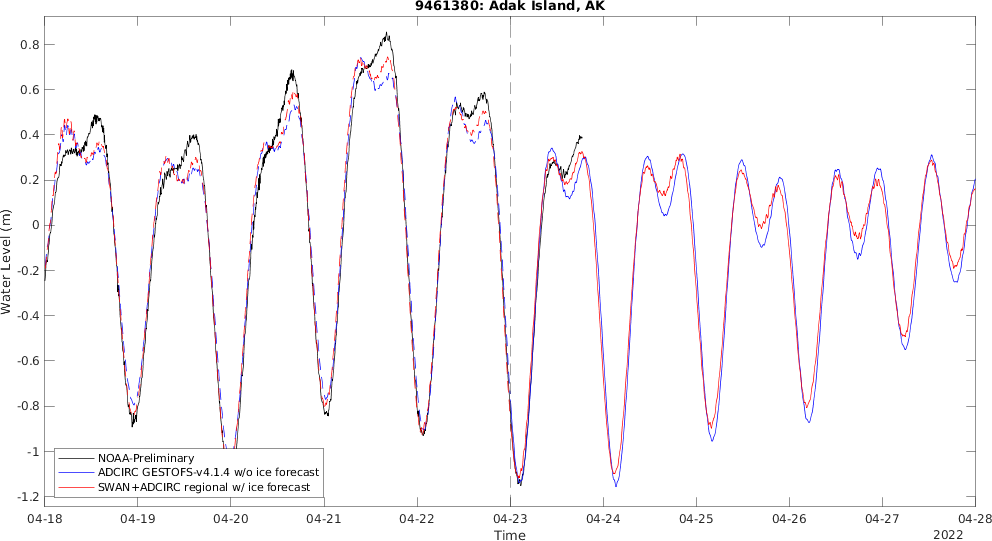 9461380: Adak Island, AK
Water Level (m)
0.8
0.6
0.4
0.2
0
-0.2
-0.4
-0.6
-0.8
-1
-1.2
NOAA-Preliminary
ADCIRC GESTOFS-v4.1.4 w/o ice forecast
SWAN+ADCIRC regional w/ ice forecast
04-18 04-19 04-20 04-21 04-22 04-23 04-24 04-25 04-26 04-27 04-28
Time
2022